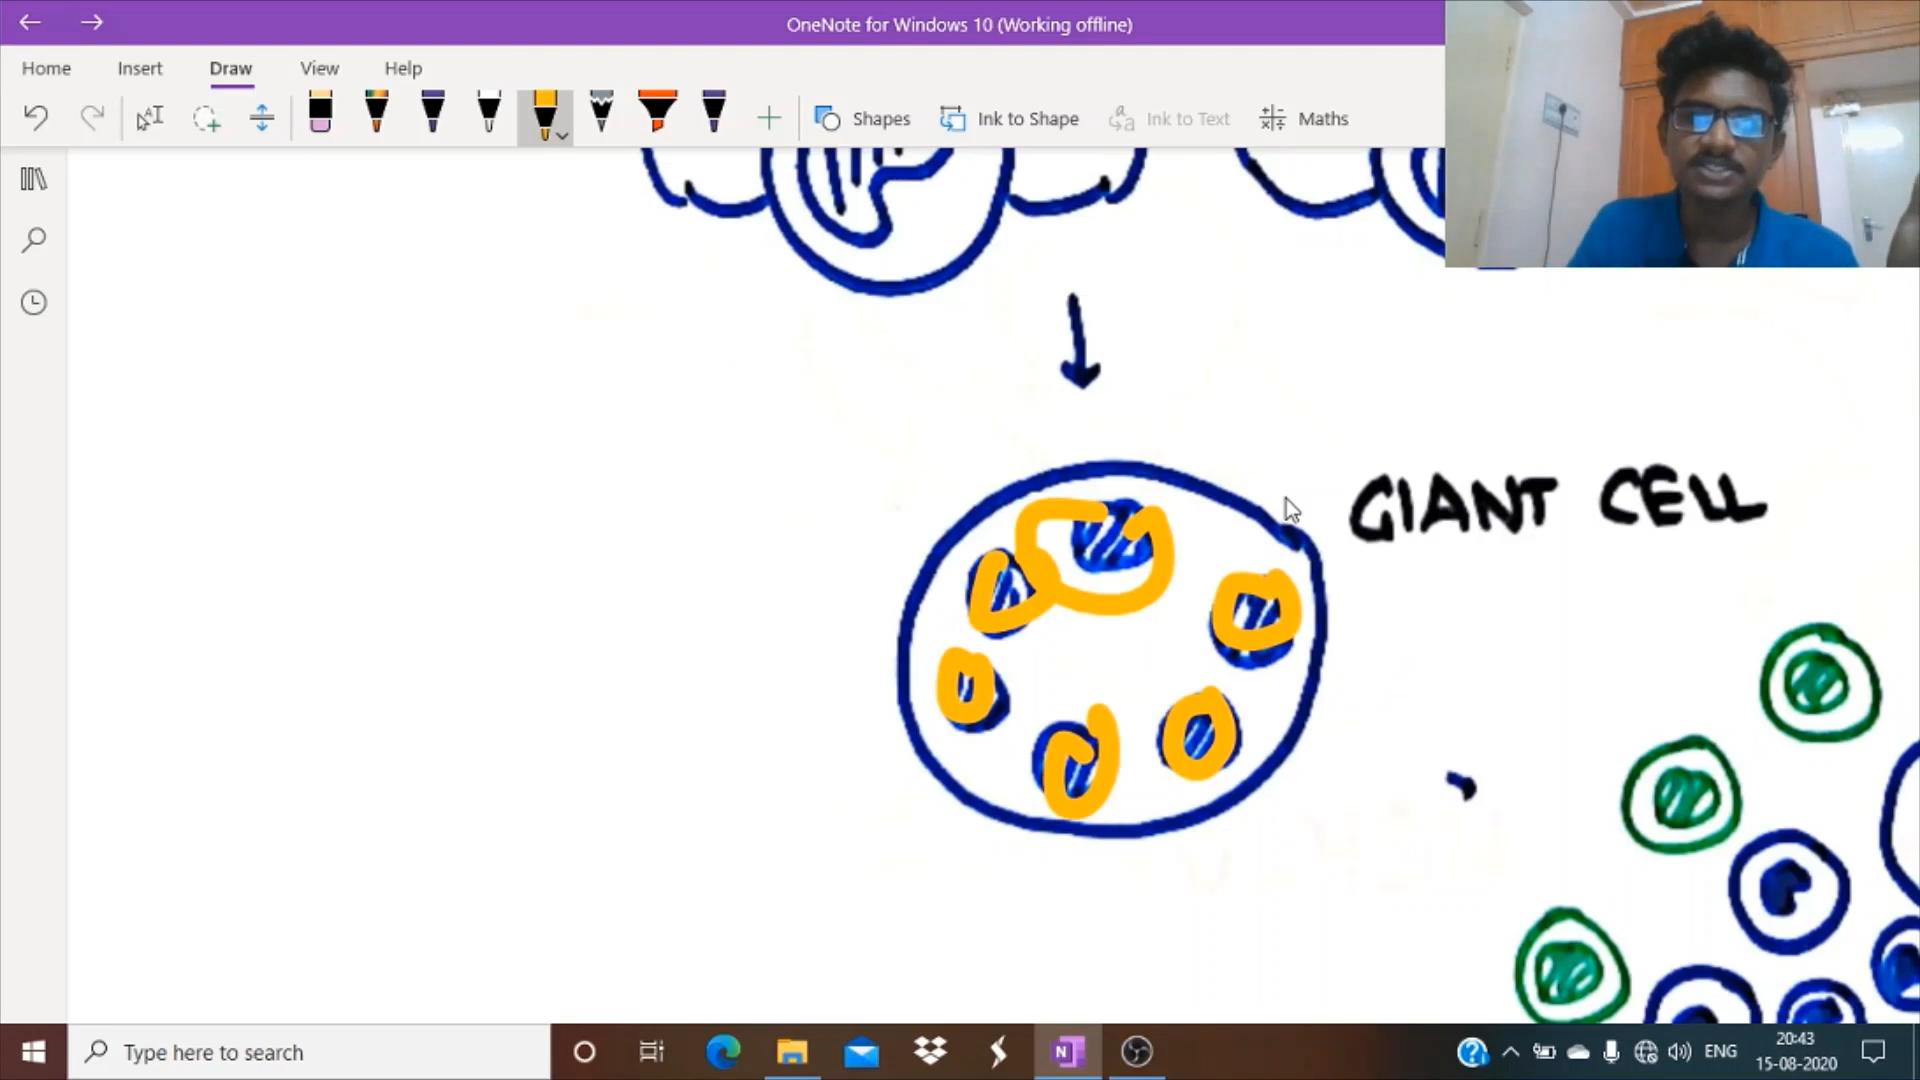 OneNote for Windows 10 (Working offline)
Home Insert Draw View Help
Shapes Ink to Shape Ink to Text Maths
GIANT CELL
Type here to search
ENG
20:43
15-08-2020